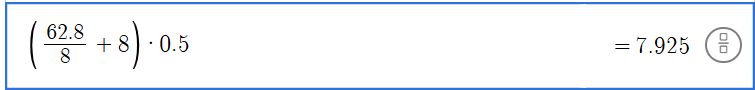 (62.8/8 + 8) · 0.5 = 7.925